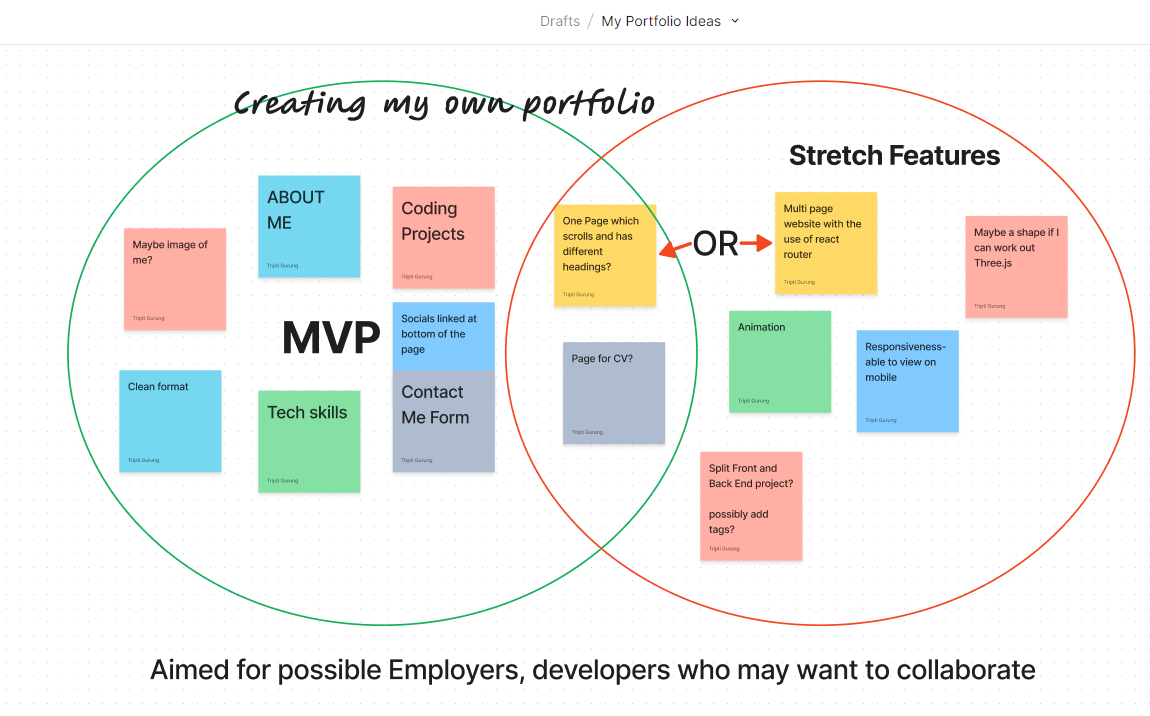 Drafts / My Portfolio Ideas
Creating my own portfolio
Stretch Features
ABOUT
ME
Tripti Gurung
Coding
Projects
Tripti Gurung
Maybe image of
me?
Tripti Gurung
MVP
Socials linked at
bottom of the
page
Contact
Me Form
Tripti Gurung
Clean format
Tripti Gurung
Tech skills
Tripti Gurung
One Page which
scrolls and has
different
headings?
Tripti Gurung
OR
Multi page
website with the
use of react
router
Tripti Gurung
Maybe a shape if I
can work out
Three.js
Tripti Gurung
Page for CV?
Tripti Gurung
Animation
Tripti Gurung
Responsiveness-
able to view on
mobile
Tripti Gurung
Split Front and
Back End project?
possibly add
tags?
Tripti Gurung
Aimed for possible Employers, developers who may want to collaborate